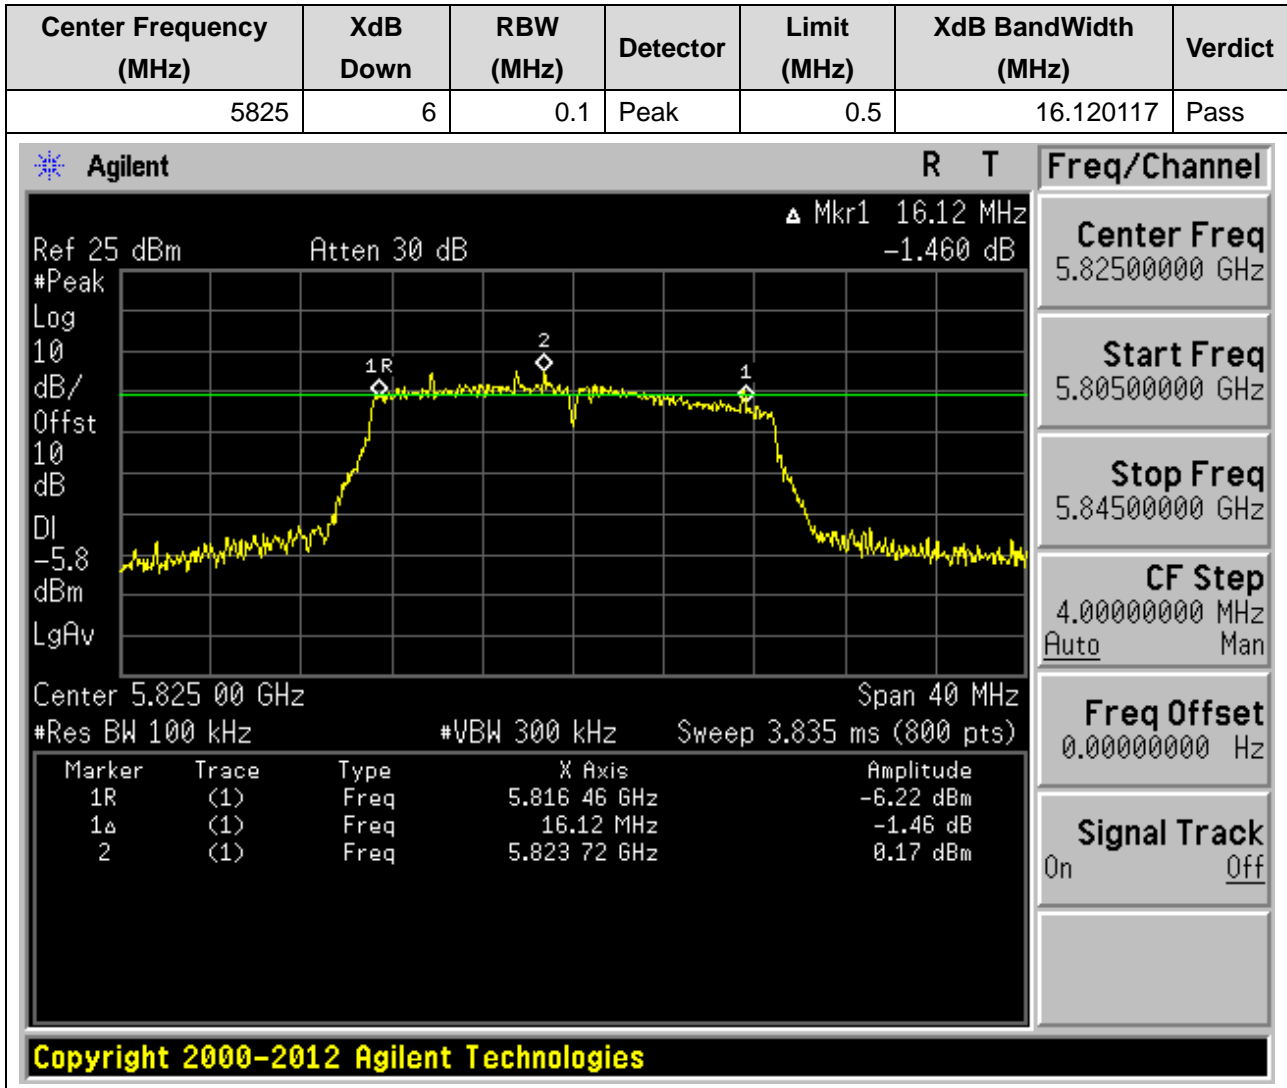 Center Frequency (MHz) XdB Down RBW (MHz) Detector Limit (MHz) XdB BandWidth (MHz) Verdict
5825 6 0.1 Peak 0.5 16.120117 Pass
Agilent R T
Δ Mkr1 16.12 MHz
Ref 25 dBm Atten 30 dB -1.460 dB
#Peak
Log
10
dB/
Offst
10
dB
DI
-5.8
dBm
LgAv
1R
2
1
Center 5.825 00 GHz Span 40 MHz
#Res BW 100 kHz #VBW 300 kHz Sweep 3.835 ms (800 pts)
Marker Trace Type X Axis Amplitude
1R (1) Freq 5.816 46 GHz -6.22 dBm
1Δ (1) Freq 16.12 MHz -1.46 dB
2 (1) Freq 5.823 72 GHz 0.17 dBm
Freq/Channel
Center Freq
5.82500000 GHz
Start Freq
5.80500000 GHz
Stop Freq
5.84500000 GHz
CF Step
4.00000000 MHz
Auto Man
Freq Offset
0.00000000 Hz
Signal Track
On Off
Copyright 2000-2012 Agilent Technologies